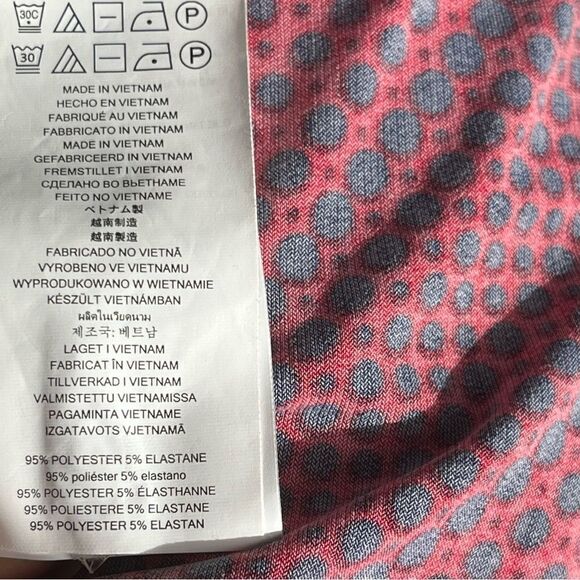 30C P
30 P
MADE IN VIETNAM
HECHO EN VIETNAM
FABRIQUÉ AU VIETNAM
FABBRICATO IN VIETNAM
MADE IN VIETNAM
GEFABRICEERD IN VIETNAM
FREMSTILLET I VIETNAM
СДЕЛАНО ВО ВЬЕТНАМЕ
FEITO NO VIETNAME
ベトナム製
越南制造
越南製造
FABRICADO NO VIETNÃ
VYROBENO VE VIETNAMU
WYPRODUKOWANO W WIETNAMIE
KÉSZÜLT VIETNÁMBAN
ผลิตในเวียดนาม
제조국: 베트남
LAGET I VIETNAM
FABRICAT ÎN VIETNAM
TILLVERKAD I VIETNAM
VALMISTETTU VIETNAMISSA
PAGAMINTA VIETNAME
IZGATAVOTS VJETNAMĀ
95% POLYESTER 5% ELASTANE
95% poliéster 5% elastano
95% POLYESTER 5% ÉLASTHANNE
95% POLIESTERE 5% ELASTANE
95% POLYESTER 5% ELASTAN